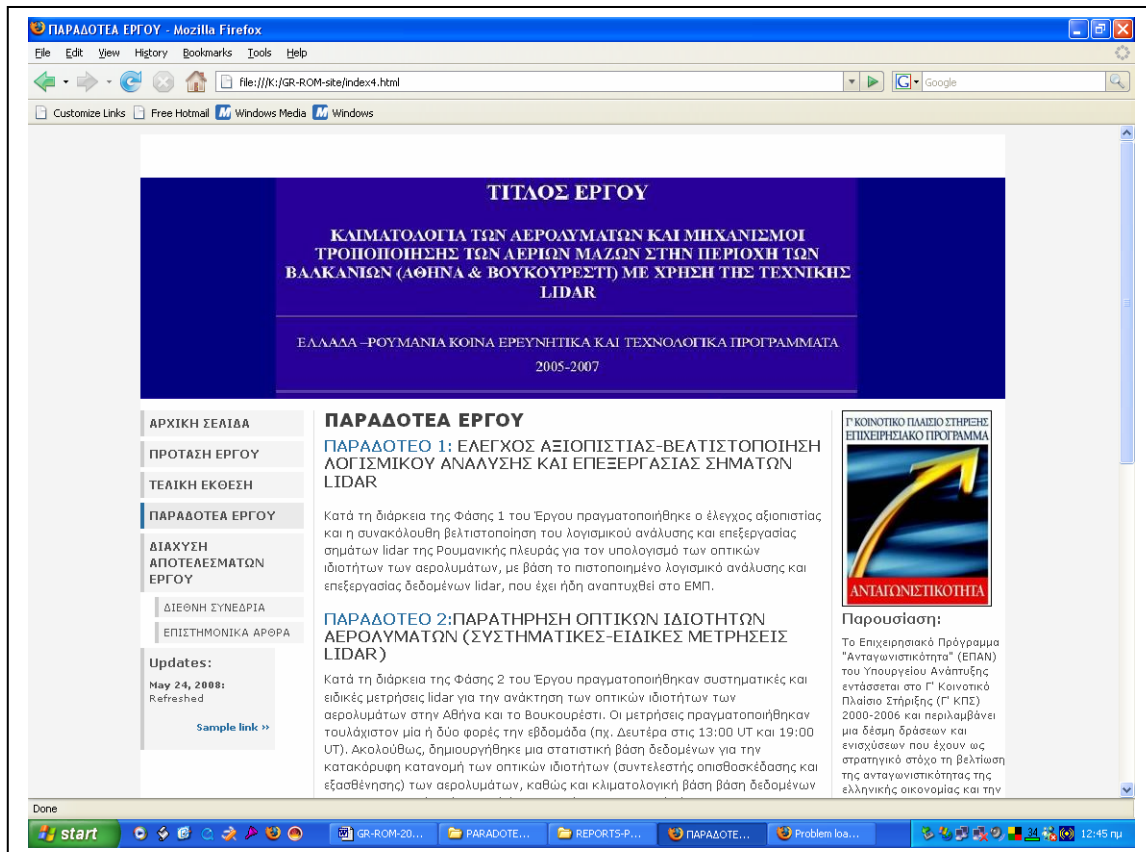 ΠΑΡΑΔΟΤΕΑ ΕΡΓΟΥ - Mozilla Firefox
File Edit View History Bookmarks Tools Help
file:///K:/GR-ROM-site/index4.html
Google
Customize Links Free Hotmail Windows Media Windows
ΤΙΤΛΟΣ ΕΡΓΟΥ
ΚΛΙΜΑΤΟΛΟΓΙΑ ΤΩΝ ΑΕΡΟΛΥΜΑΤΩΝ ΚΑΙ ΜΗΧΑΝΙΣΜΟΙ
ΤΡΟΠΟΠΟΙΗΣΗΣ ΤΩΝ ΑΕΡΙΩΝ ΜΑΖΩΝ ΣΤΗΝ ΠΕΡΙΟΧΗ ΤΩΝ
ΒΑΛΚΑΝΙΩΝ (ΑΘΗΝΑ & ΒΟΥΚΟΥΡΕΣΤΙ) ΜΕ ΧΡΗΣΗ ΤΗΣ ΤΕΧΝΙΚΗΣ
LIDAR
ΕΛΛΑΔΑ –ΡΟΥΜΑΝΙΑ ΚΟΙΝΑ ΕΡΕΥΝΗΤΙΚΑ ΚΑΙ ΤΕΧΝΟΛΟΓΙΚΑ ΠΡΟΓΡΑΜΜΑΤΑ
2005-2007
ΑΡΧΙΚΗ ΣΕΛΙΔΑ
ΠΡΟΤΑΣΗ ΕΡΓΟΥ
ΤΕΛΙΚΗ ΕΚΘΕΣΗ
ΠΑΡΑΔΟΤΕΑ ΕΡΓΟΥ
ΔΙΑΧΥΣΗ
ΑΠΟΤΕΛΕΣΜΑΤΩΝ
ΕΡΓΟΥ
ΔΙΕΘΝΗ ΣΥΝΕΔΡΙΑ
ΕΠΙΣΤΗΜΟΝΙΚΑ ΑΡΘΡΑ
Updates:
May 24, 2008:
Refreshed
Sample link »
ΠΑΡΑΔΟΤΕΑ ΕΡΓΟΥ
ΠΑΡΑΔΟΤΕΟ 1: ΕΛΕΓΧΟΣ ΑΞΙΟΠΙΣΤΙΑΣ-ΒΕΛΤΙΣΤΟΠΟΙΗΣΗ
ΛΟΓΙΣΜΙΚΟΥ ΑΝΑΛΥΣΗΣ ΚΑΙ ΕΠΕΞΕΡΓΑΣΙΑΣ ΣΗΜΑΤΩΝ
LIDAR
Κατά τη διάρκεια της Φάσης 1 του Έργου πραγματοποιήθηκε ο έλεγχος αξιοπιστίας
και η συνακόλουθη βελτιστοποίηση του λογισμικού ανάλυσης και επεξεργασίας
σημάτων lidar της Ρουμανικής πλευράς για τον υπολογισμό των οπτικών
ιδιοτήτων των αερολυμάτων, με βάση το πιστοποιημένο λογισμικό ανάλυσης και
επεξεργασίας δεδομένων lidar, που έχει ήδη αναπτυχθεί στο ΕΜΠ.
ΠΑΡΑΔΟΤΕΟ 2:ΠΑΡΑΤΗΡΗΣΗ ΟΠΤΙΚΩΝ ΙΔΙΟΤΗΤΩΝ
ΑΕΡΟΛΥΜΑΤΩΝ (ΣΥΣΤΗΜΑΤΙΚΕΣ-ΕΙΔΙΚΕΣ ΜΕΤΡΗΣΕΙΣ
LIDAR)
Κατά τη διάρκεια της Φάσης 2 του Έργου πραγματοποιήθηκαν συστηματικές και
ειδικές μετρήσεις lidar για την ανάκτηση των οπτικών ιδιοτήτων των
αερολυμάτων στην Αθήνα και το Βουκουρέστι. Οι μετρήσεις πραγματοποιήθηκαν
τουλάχιστον μία ή δύο φορές την εβδομάδα (πχ. Δευτέρα στις 13:00 UT και 19:00
UT). Ακολούθως, δημιουργήθηκε μια στατιστική βάση δεδομένων για την
κατακόρυφη κατανομή των οπτικών ιδιοτήτων (συντελεστής οπισθοσκέδασης και
εξασθένησης) των αερολυμάτων, καθώς και κλιματολογική βάση βάση δεδομένων
Γ' ΚΟΙΝΟΤΙΚΟ ΠΛΑΙΣΙΟ ΣΤΗΡΙΞΗΣ
ΕΠΙΧΕΙΡΗΣΙΑΚΟ ΠΡΟΓΡΑΜΜΑ
ΑΝΤΑΓΩΝΙΣΤΙΚΟΤΗΤΑ
Παρουσίαση:
Το Επιχειρησιακό Πρόγραμμα
"Ανταγωνιστικότητα" (ΕΠΑΝ)
του Υπουργείου Ανάπτυξης
εντάσσεται στο Γ' Κοινοτικό
Πλαίσιο Στήριξης (Γ' ΚΠΣ)
2000-2006 και περιλαμβάνει
μια δέσμη δράσεων και
ενισχύσεων που έχουν ως
στρατηγικό στόχο τη βελτίωση
της ανταγωνιστικότητας της
ελληνικής οικονομίας και την
Done
start GR-ROM-20... PARADOTE... REPORTS-P... ΠΑΡΑΔΟΤΕ... Problem loa... 34 12:45 πμ